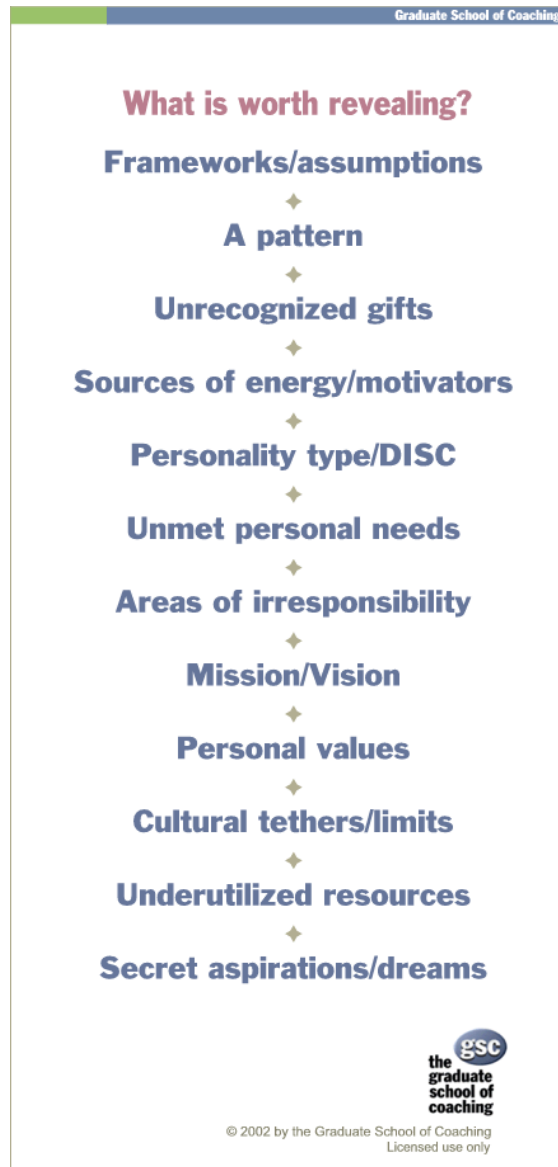 Graduate School of Coaching
What is worth revealing?
Frameworks/assumptions
A pattern
Unrecognized gifts
Sources of energy/motivators
Personality type/DISC
Unmet personal needs
Areas of irresponsibility
Mission/Vision
Personal values
Cultural tethers/limits
Underutilized resources
Secret aspirations/dreams
gsc
the
graduate
school of
coaching
© 2002 by the Graduate School of Coaching
Licensed use only